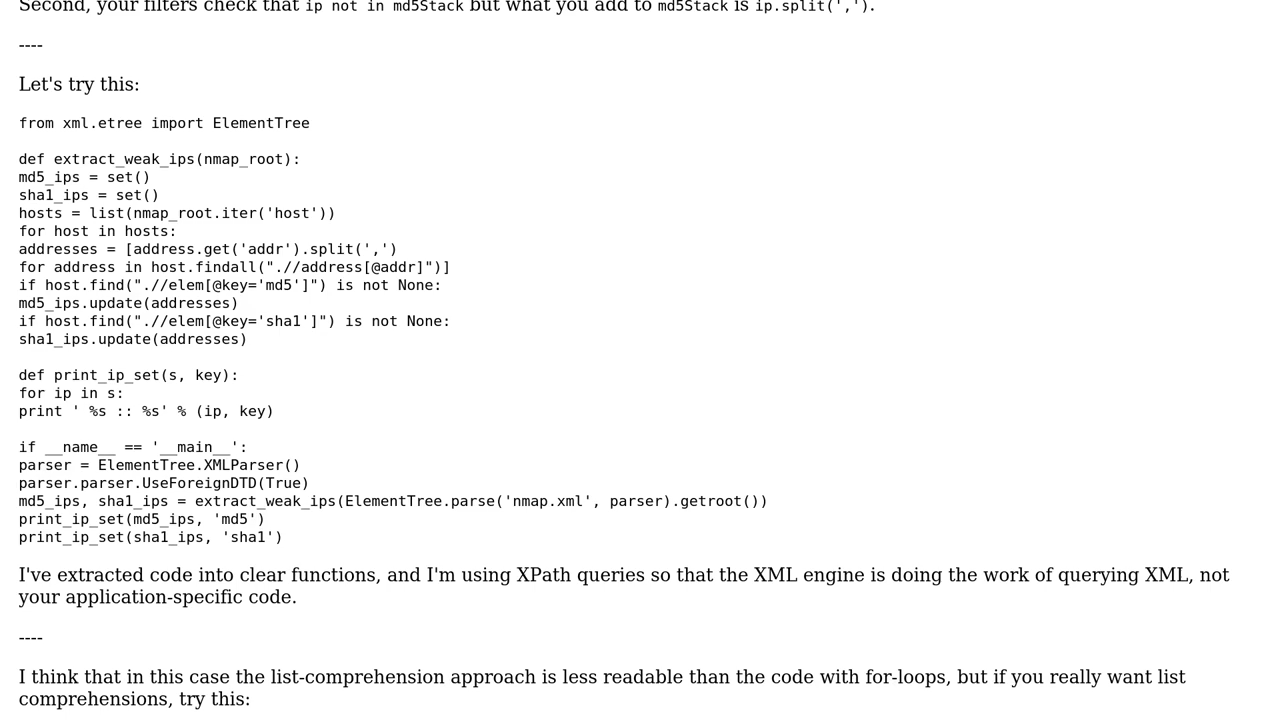 Second, your filters check that ip not in md5Stack but what you add to md5Stack is ip.split(',').
----
Let's try this:
from xml.etree import ElementTree
def extract_weak_ips(nmap_root):
md5_ips = set()
sha1_ips = set()
hosts = list(nmap_root.iter('host'))
for host in hosts:
addresses = [address.get('addr').split(',')
for address in host.findall(".//address[@addr]")]
if host.find(".//elem[@key='md5']") is not None:
md5_ips.update(addresses)
if host.find(".//elem[@key='sha1']") is not None:
sha1_ips.update(addresses)
def print_ip_set(s, key):
for ip in s:
print ' %s :: %s' % (ip, key)
if __name__ == '__main__':
parser = ElementTree.XMLParser()
parser.parser.UseForeignDTD(True)
md5_ips, sha1_ips = extract_weak_ips(ElementTree.parse('nmap.xml', parser).getroot())
print_ip_set(md5_ips, 'md5')
print_ip_set(sha1_ips, 'sha1')
I've extracted code into clear functions, and I'm using XPath queries so that the XML engine is doing the work of querying XML, not
your application-specific code.
----
I think that in this case the list-comprehension approach is less readable than the code with for-loops, but if you really want list
comprehensions, try this: